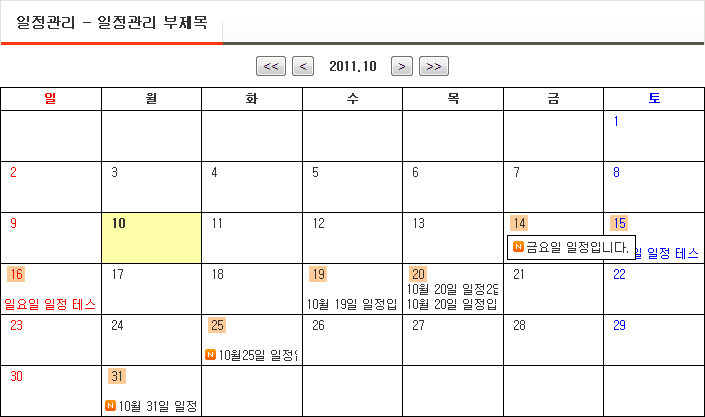 일정관리 - 일정관리 부제목
<< < 2011.10 > >>
일 월 화 수 목 금 토
1
2 3 4 5 6 7 8
9 10 11 12 13 14 15
N 금요일 일정입니다.
일 일정 테스
16 17 18 19 20 21 22
10월 20일 일정2인
일요일 일정 테스 10월 19일 일정입 10월 20일 일정입
23 24 25 26 27 28 29
N 10월25일 일정입
30 31
N 10월 31일 일정